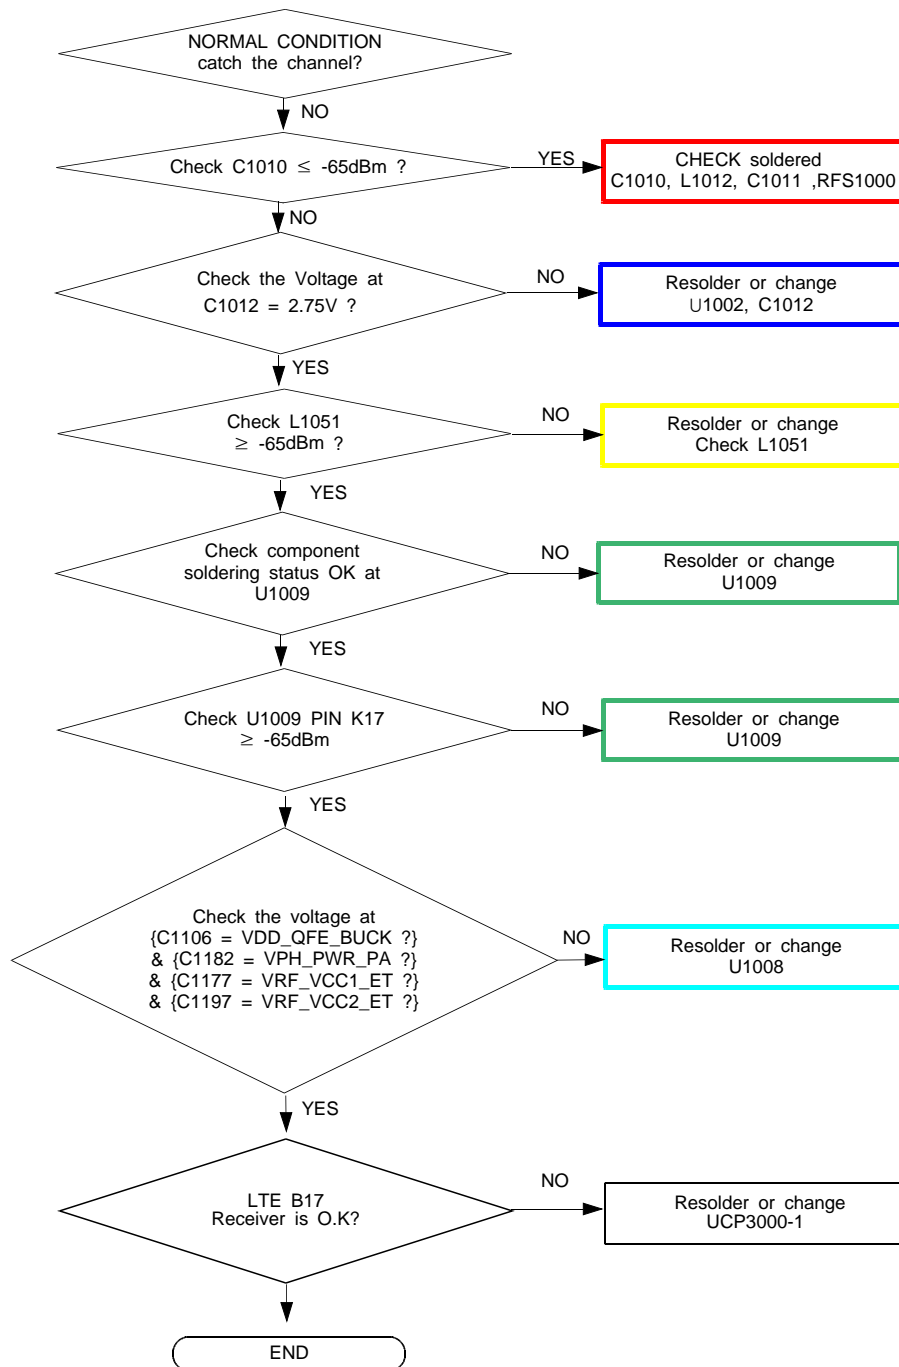 NORMAL CONDITION
catch the channel?
NO
Check C1010 ≤ -65dBm ?
YES
CHECK soldered
C1010, L1012, C1011 ,RFS1000
NO
Check the Voltage at
C1012 = 2.75V ?
NO
Resolder or change
U1002, C1012
YES
Check L1051
≥ -65dBm ?
NO
Resolder or change
Check L1051
YES
Check component
soldering status OK at
U1009
NO
Resolder or change
U1009
YES
Check U1009 PIN K17
≥ -65dBm
NO
Resolder or change
U1009
YES
Check the voltage at
{C1106 = VDD_QFE_BUCK ?}
& {C1182 = VPH_PWR_PA ?}
& {C1177 = VRF_VCC1_ET ?}
& {C1197 = VRF_VCC2_ET ?}
NO
Resolder or change
U1008
YES
LTE B17
Receiver is O.K?
NO
Resolder or change
UCP3000-1
END